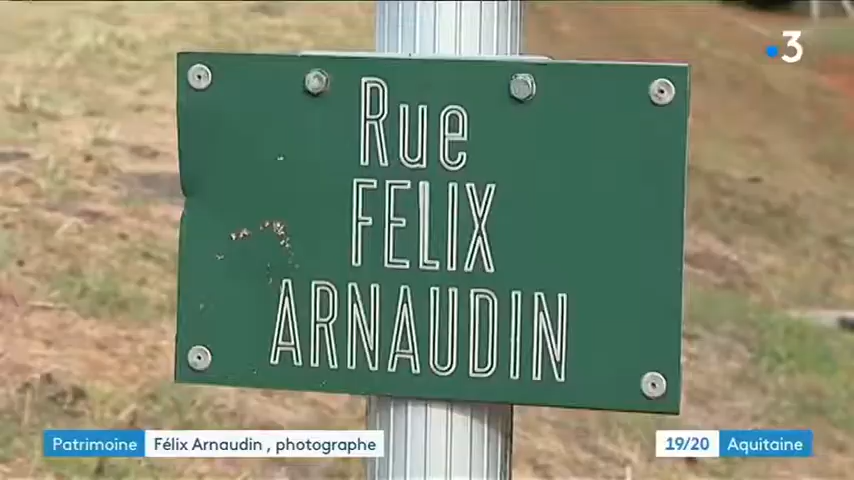 3
Rue
FELIX
ARNAUDIN
Patrimoine Félix Arnaudin , photographe
19/20 Aquitaine